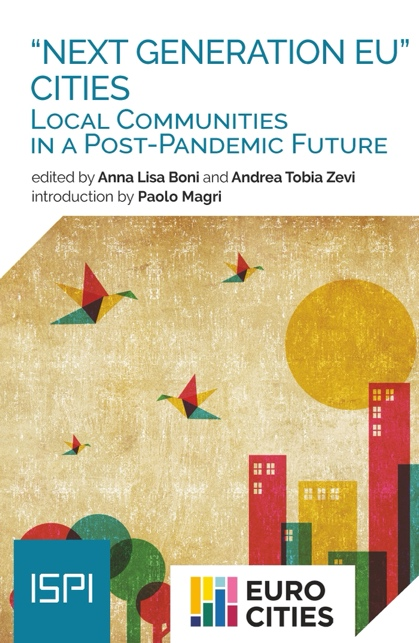 “NEXT GENERATION EU”
CITIES
LOCAL COMMUNITIES
IN A POST-PANDEMIC FUTURE
edited by Anna Lisa Boni and Andrea Tobia Zevi
introduction by Paolo Magri
ISPI
EURO
CITIES